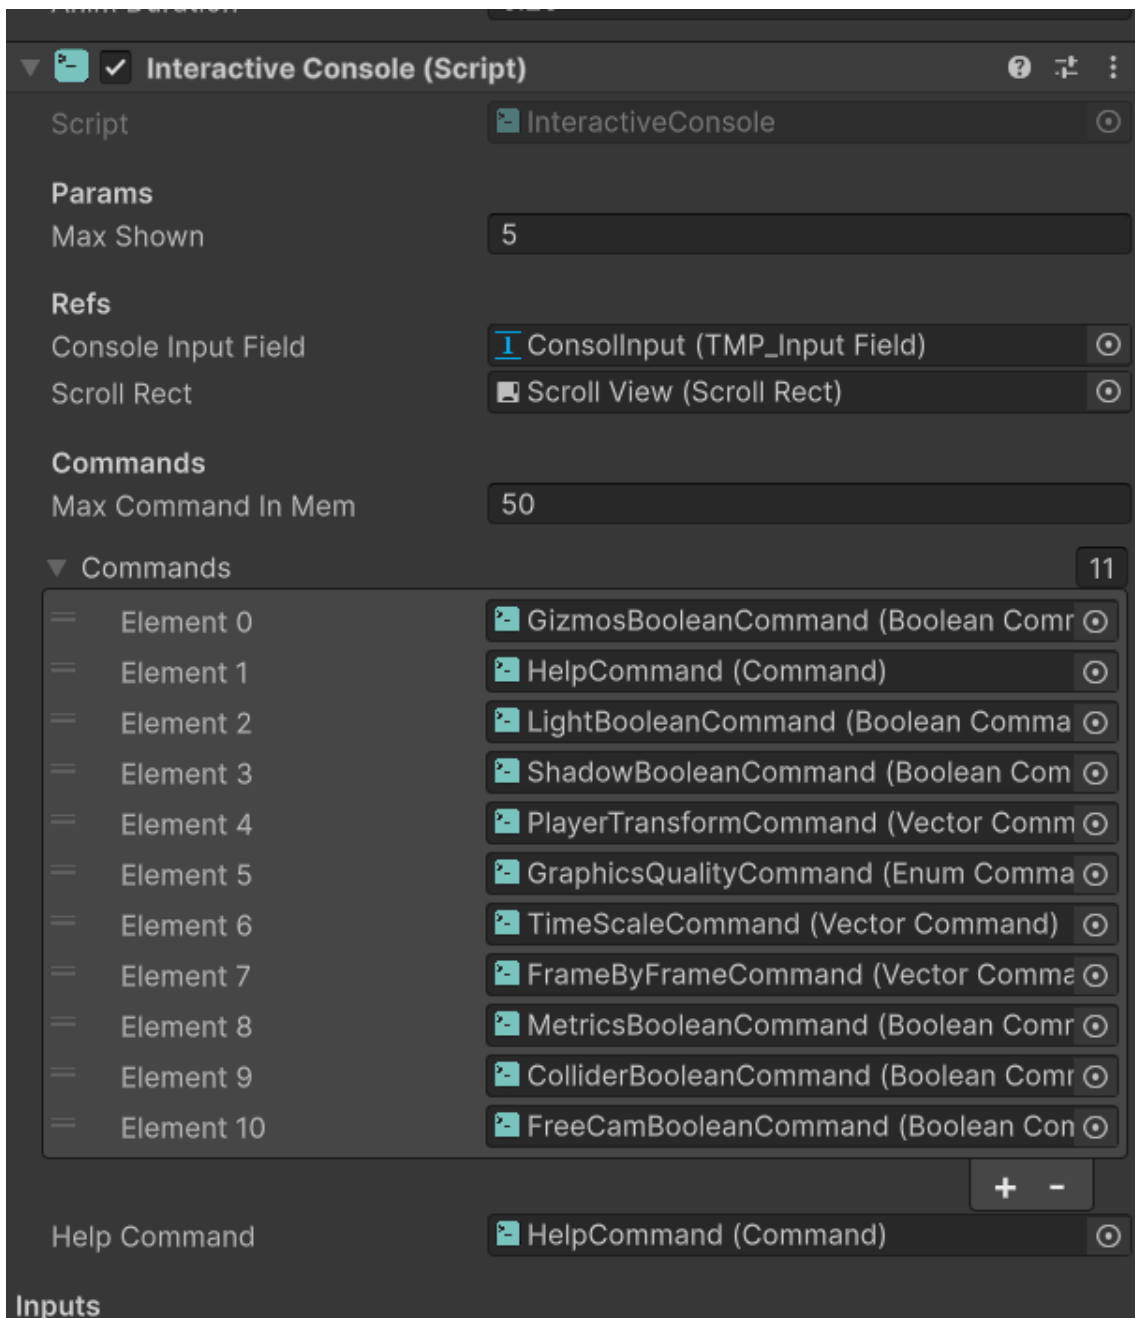 Interactive Console (Script)
Script InteractiveConsole
Params
Max Shown 5
Refs
Console Input Field ConsolInput (TMP_Input Field)
Scroll Rect Scroll View (Scroll Rect)
Commands
Max Command In Mem 50
Commands 11
Element 0 GizmosBooleanCommand (Boolean Comm
Element 1 HelpCommand (Command)
Element 2 LightBooleanCommand (Boolean Comma
Element 3 ShadowBooleanCommand (Boolean Com
Element 4 PlayerTransformCommand (Vector Comm
Element 5 GraphicsQualityCommand (Enum Comma
Element 6 TimeScaleCommand (Vector Command)
Element 7 FrameByFrameCommand (Vector Comma
Element 8 MetricsBooleanCommand (Boolean Comm
Element 9 ColliderBooleanCommand (Boolean Comm
Element 10 FreeCamBooleanCommand (Boolean Com
+ -
Help Command HelpCommand (Command)
Inputs